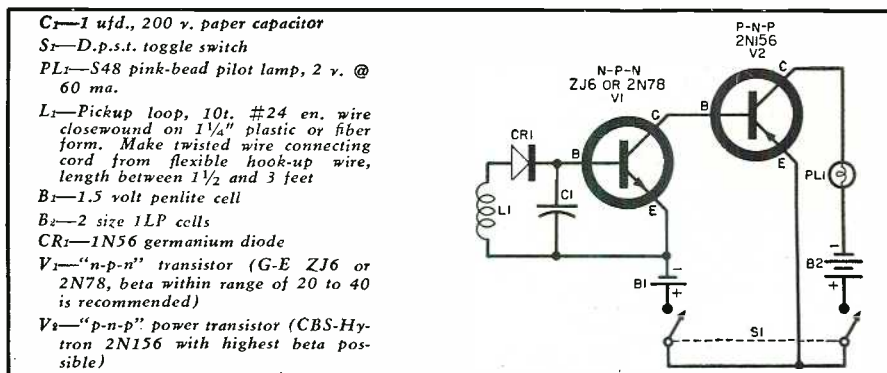 C1—1 ufd., 200 v. paper capacitor
S1—D.p.s.t. toggle switch
PL1—S48 pink-bead pilot lamp, 2 v. @
60 ma.
L1—Pickup loop, 10t. #24 en. wire
closewound on 1¼" plastic or fiber
form. Make twisted wire connecting
cord from flexible hook-up wire,
length between 1½ and 3 feet
B1—1.5 volt penlite cell
B2—2 size 1LP cells
CR1—1N56 germanium diode
V1—"n-p-n" transistor (G-E ZJ6 or
2N78, beta within range of 20 to 40
is recommended)
V2—"p-n-p" power transistor (CBS-Hy-
tron 2N156 with highest beta pos-
sible)
P-N-P
2N156
V2
N-P-N
ZJ6 OR 2N78
V1
C
B
E
C
B
E
CR1
L1
C1
PL1
B1
-
+
B2
-
+
S1